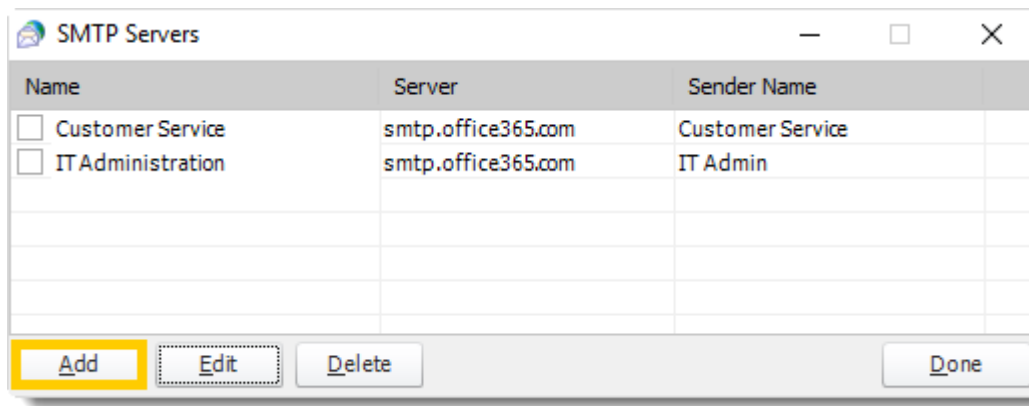 SMTP Servers
Name Server Sender Name
Customer Service smtp.office365.com Customer Service
IT Administration smtp.office365.com IT Admin
Add Edit Delete Done